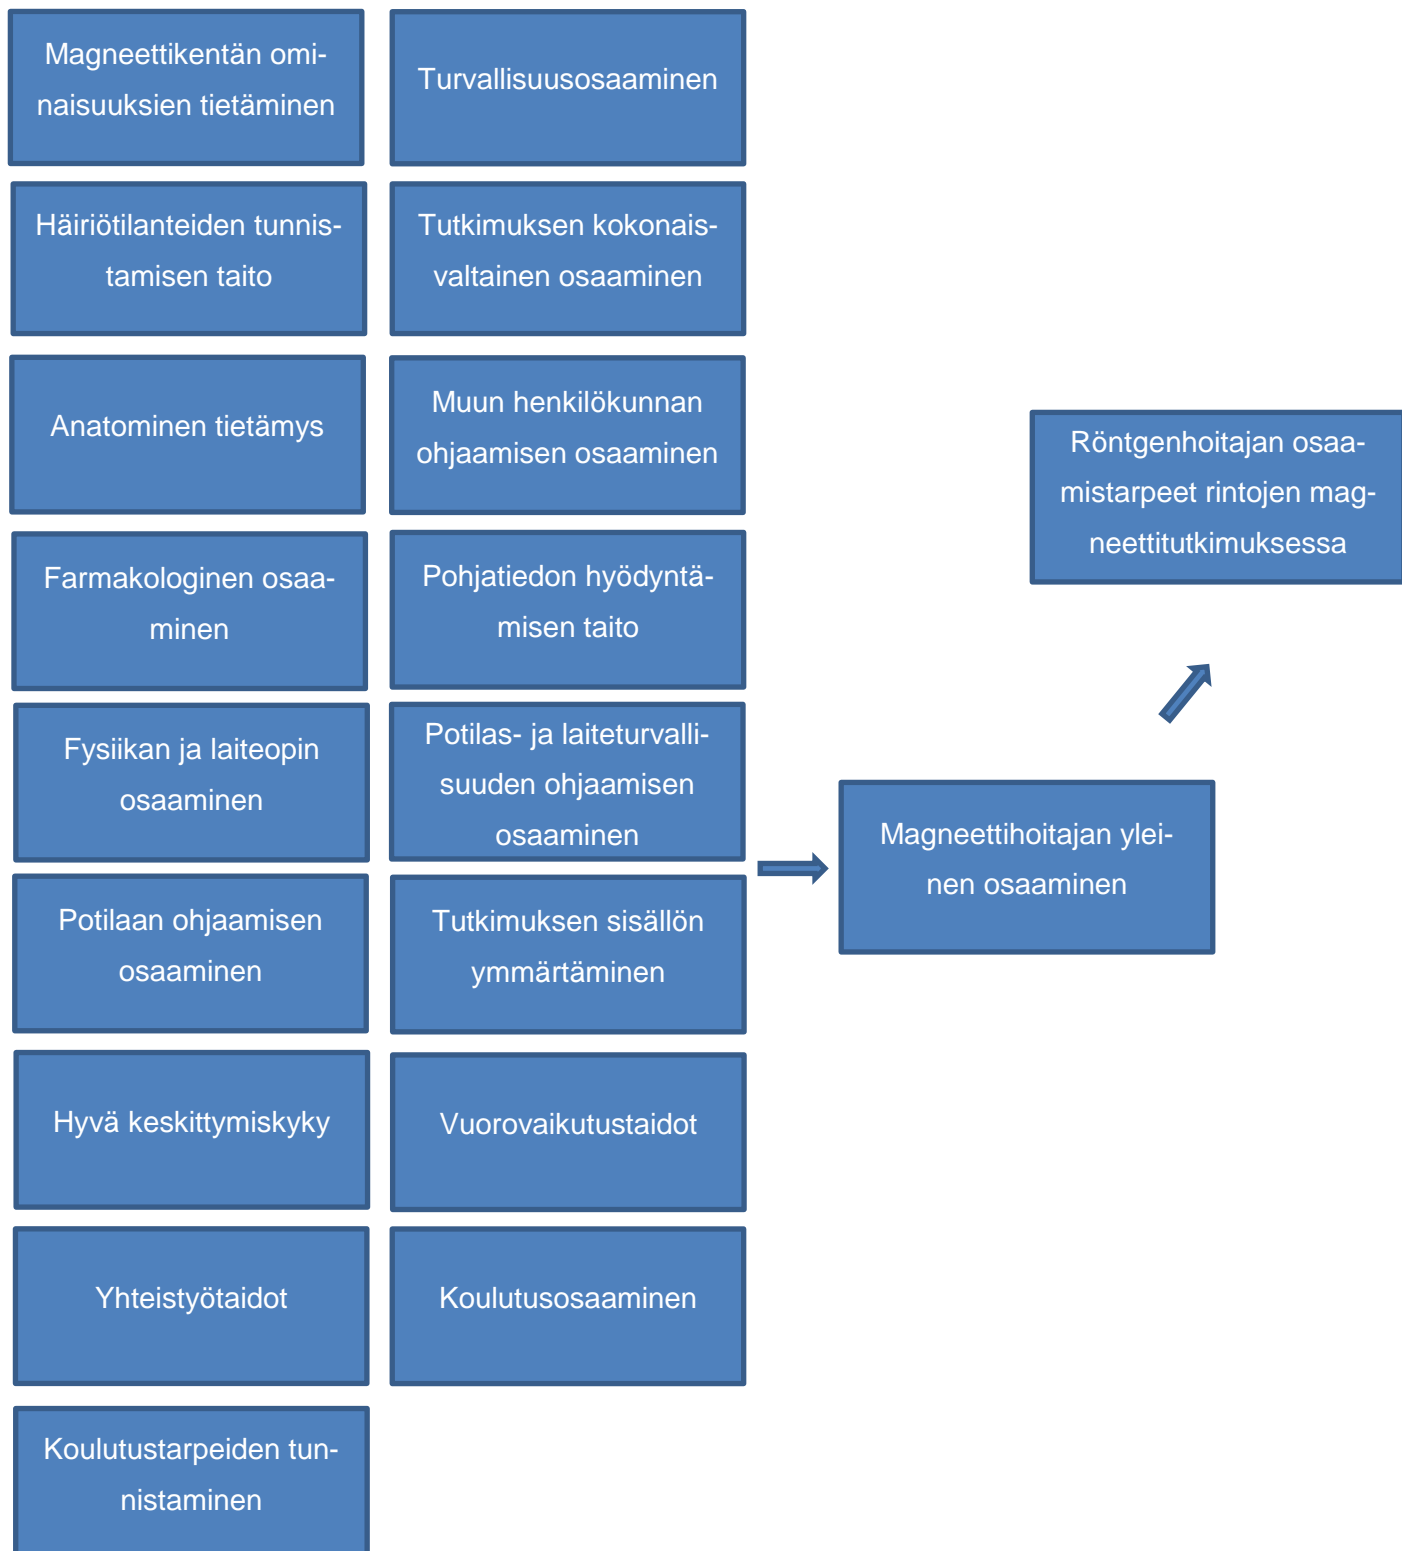 Magneettikentän omi-
naisuuksien tietäminen
Turvallisuusosaaminen
Häiriötilanteiden tunnis-
tamisen taito
Tutkimuksen kokonais-
valtainen osaaminen
Anatominen tietämys
Muun henkilökunnan
ohjaamisen osaaminen
Röntgenhoitajan osaa-
mistarpeet rintojen mag-
neettitutkimuksessa
Farmakologinen osaa-
minen
Pohjatiedon hyödyntä-
misen taito
Fysiikan ja laiteopin
osaaminen
Potilas- ja laiteturvalli-
suuden ohjaamisen
osaaminen
Magneettihoitajan ylei-
nen osaaminen
Potilaan ohjaamisen
osaaminen
Tutkimuksen sisällön
ymmärtäminen
Hyvä keskittymiskyky
Vuorovaikutustaidot
Yhteistyötaidot
Koulutusosaaminen
Koulutustarpeiden tun-
nistaminen